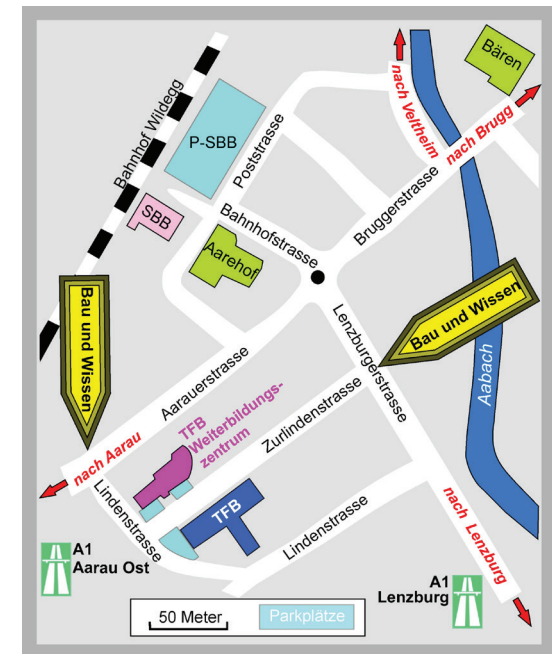 Bären
nach Veltheim
nach Brugg
Bahnhof Wildegg
P-SBB
Poststrasse
SBB
Bahnhofstrasse
Bruggerstrasse
Aarehof
Bau und Wissen
Bau und Wissen
Aabach
Lenzburgerstrasse
Aarauerstrasse
Zurlindenstrasse
TFB
Weiterbildungs-
zentrum
nach Aarau
Lindenstrasse
TFB
Lindenstrasse
nach Lenzburg
A1
Aarau Ost
A1
Lenzburg
50 Meter
Parkplätze